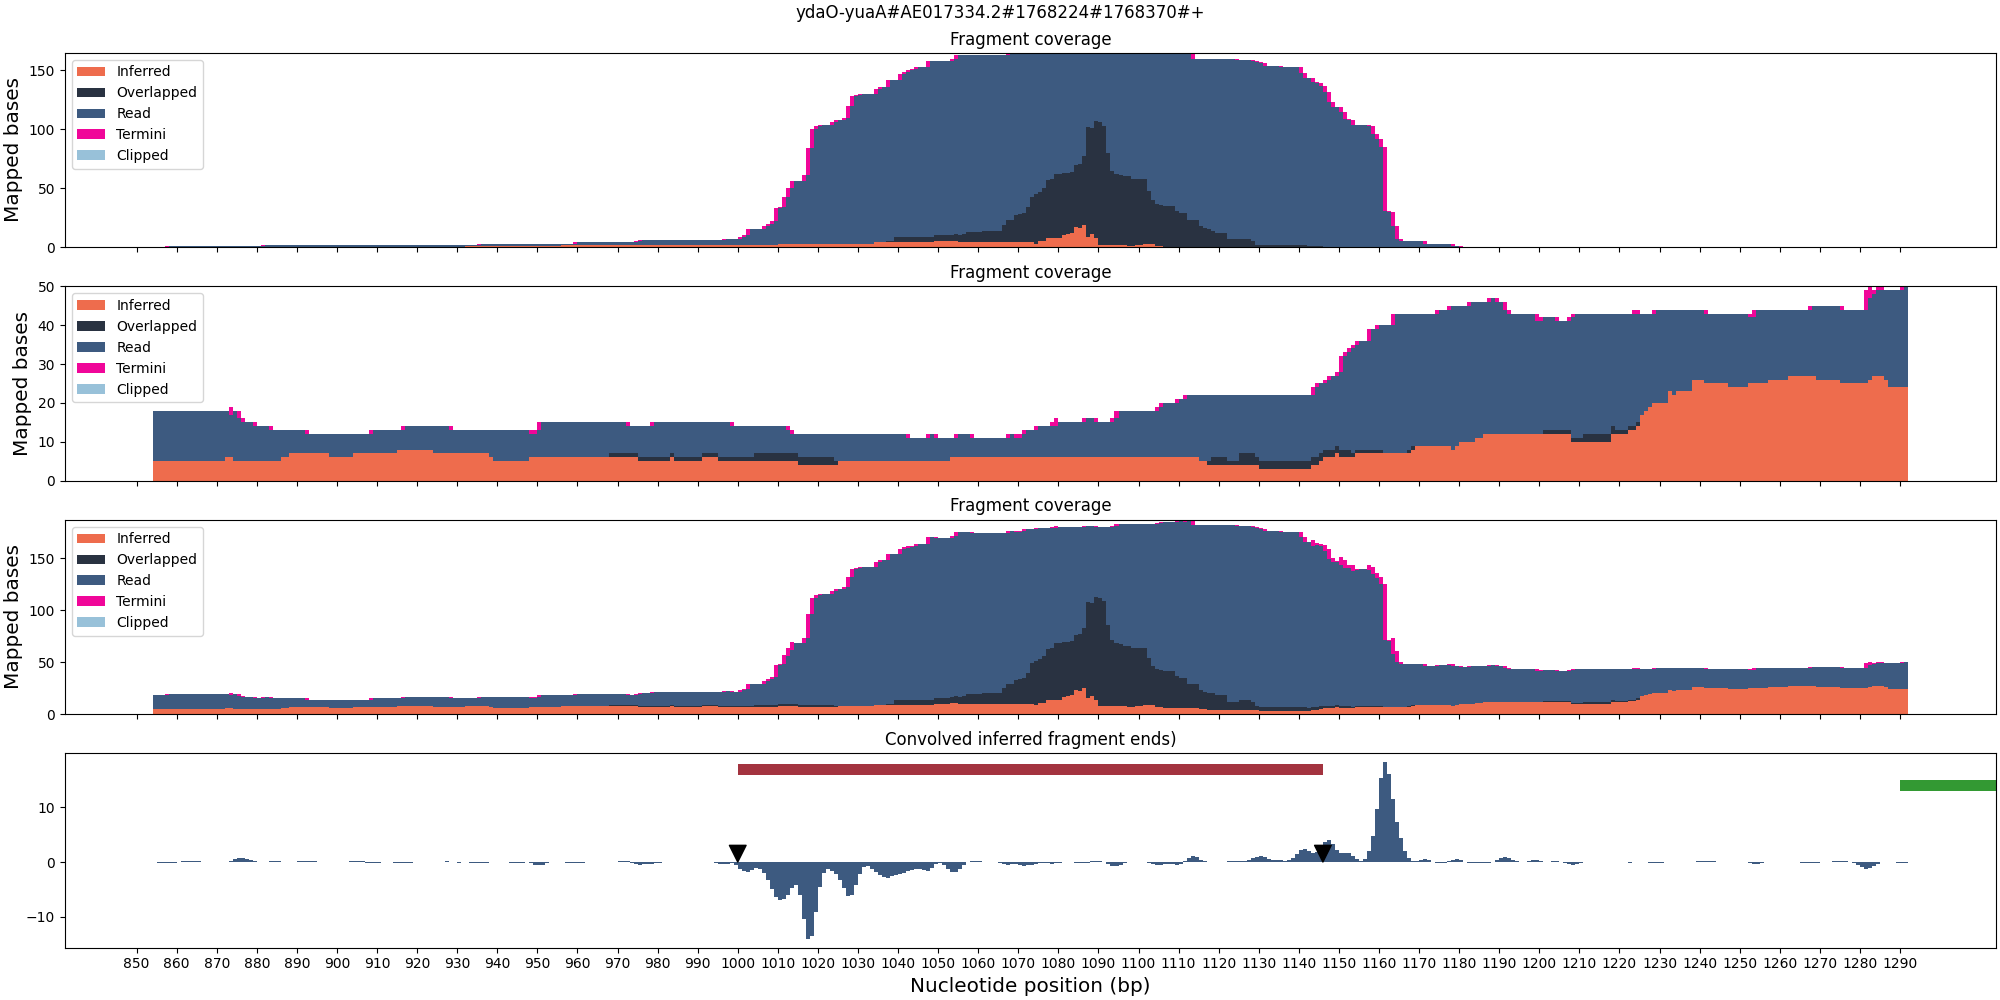 ydaO-yuaA#AE017334.2#1768224#1768370#+
Fragment coverage
Mapped bases
150
100
50
0
Inferred
Overlapped
Read
Termini
Clipped
Fragment coverage
Mapped bases
50
40
30
20
10
0
Inferred
Overlapped
Read
Termini
Clipped
Fragment coverage
Mapped bases
150
100
50
0
Inferred
Overlapped
Read
Termini
Clipped
Convolved inferred fragment ends)
10
0
−10
850 860 870 880 890 900 910 920 930 940 950 960 970 980 990 1000 1010 1020 1030 1040 1050 1060 1070 1080 1090 1100 1110 1120 1130 1140 1150 1160 1170 1180 1190 1200 1210 1220 1230 1240 1250 1260 1270 1280 1290
Nucleotide position (bp)